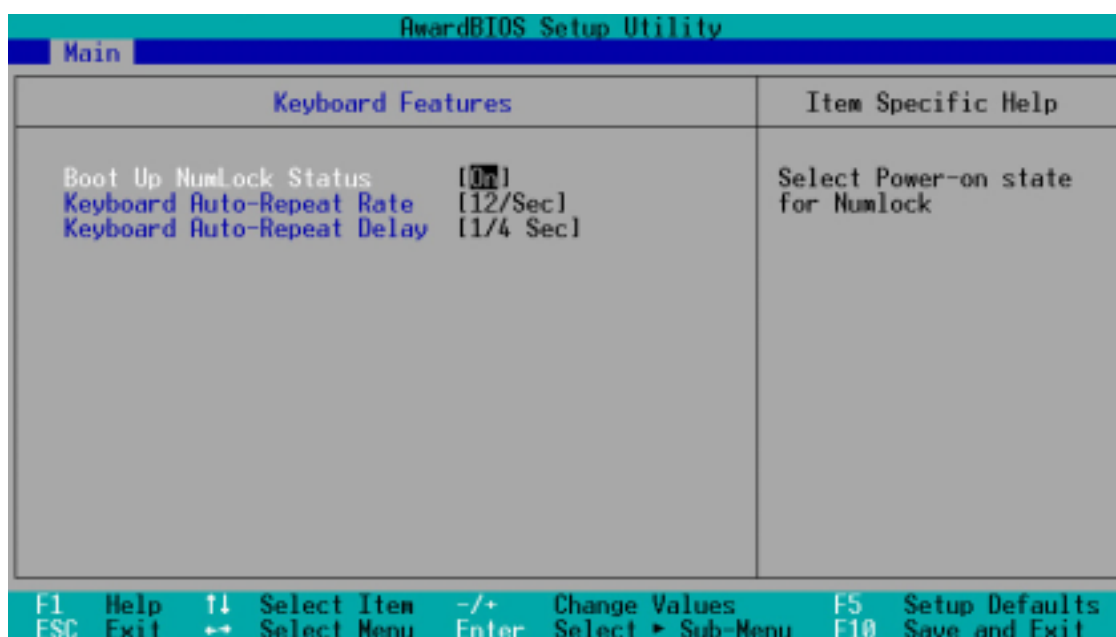 AwardBIOS Setup Utility
Main
Keyboard Features
Item Specific Help
Boot Up NumLock Status [On]
Keyboard Auto-Repeat Rate [12/Sec]
Keyboard Auto-Repeat Delay [1/4 Sec]
Select Power-on state
for Numlock
F1 Help ↑↓ Select Item -/+ Change Values F5 Setup Defaults
ESC Exit ←→ Select Menu Enter Select ► Sub-Menu F10 Save and Exit